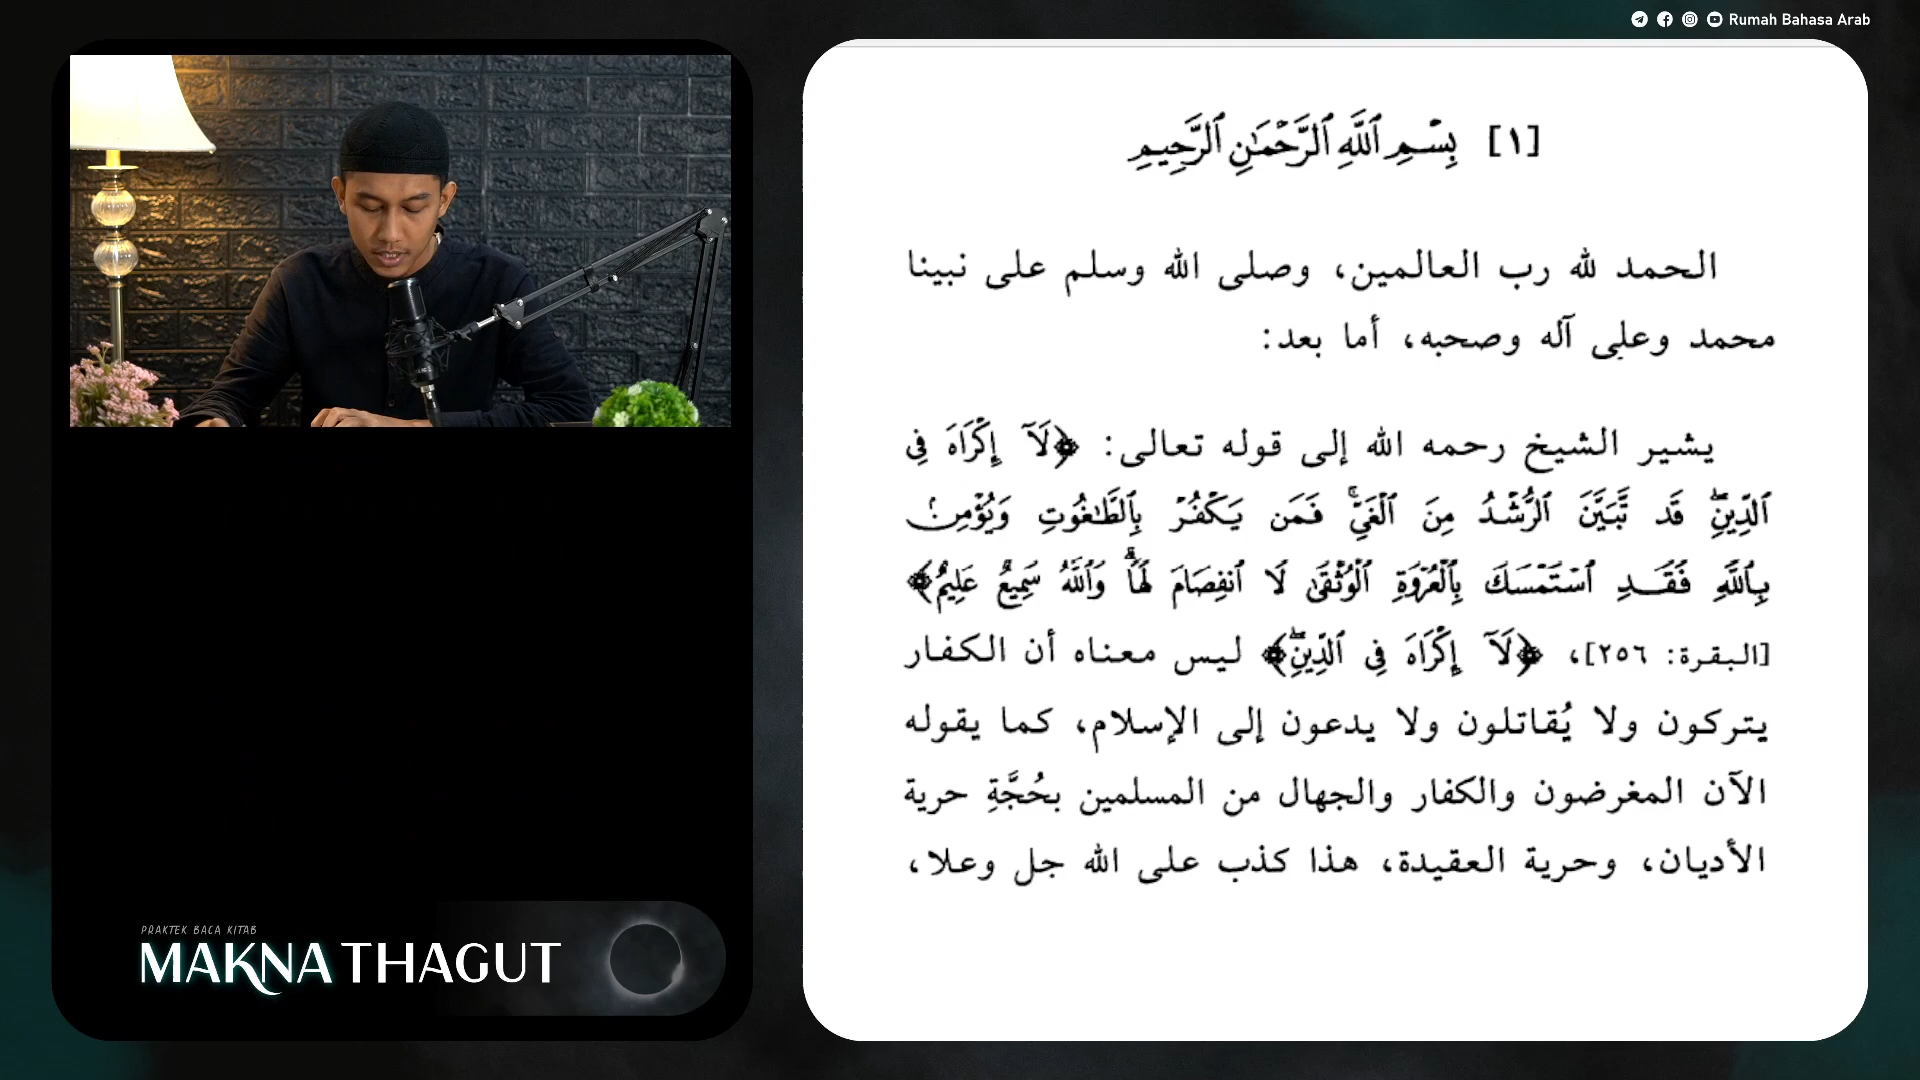 Rumah Bahasa Arab
[١] بِسْمِ ٱللَّهِ ٱلرَّحْمَٰنِ ٱلرَّحِيمِ
الحمد لله رب العالمين، وصلى الله وسلم على نبينا
محمد وعلى آله وصحبه، أما بعد:
يشير الشيخ رحمه الله إلى قوله تعالى: ﴿لَآ إِكْرَاهَ فِى
ٱلدِّينِۖ قَد تَّبَيَّنَ ٱلرُّشْدُ مِنَ ٱلْغَىِّۚ فَمَن يَكْفُرْ بِٱلطَّٰغُوتِ وَيُؤْمِنۢ
بِٱللَّهِ فَقَدِ ٱسْتَمْسَكَ بِٱلْعُرْوَةِ ٱلْوُثْقَىٰ لَا ٱنفِصَامَ لَهَاۗ وَٱللَّهُ سَمِيعٌ عَلِيمٌ﴾
[البقرة: ٢٥٦]، ﴿لَآ إِكْرَاهَ فِى ٱلدِّينِۖ﴾ ليس معناه أن الكفار
يتركون ولا يُقاتلون ولا يدعون إلى الإسلام، كما يقوله
الآن المغرضون والكفار والجهال من المسلمين بحُجَّةِ حرية
الأديان، وحرية العقيدة، هذا كذب على الله جل وعلا،
PRAKTEK BACA KITAB
MAKNA THAGUT